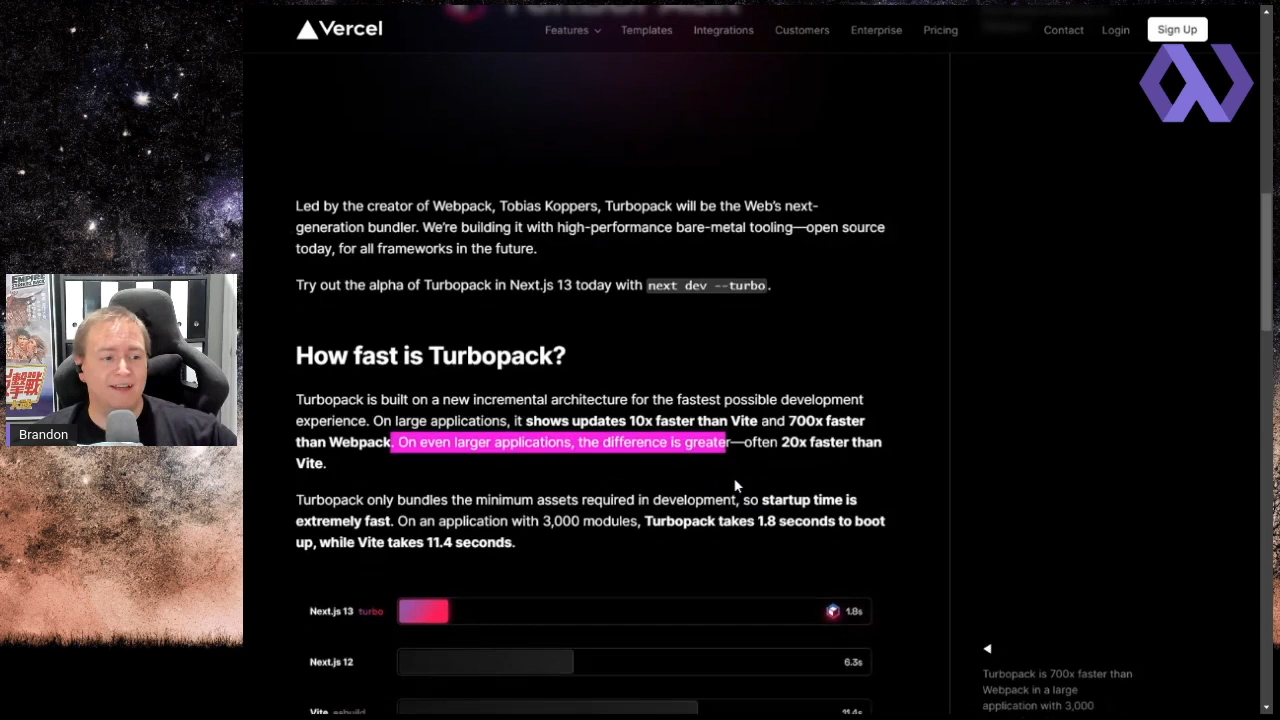 Vercel
Features
Templates
Integrations
Customers
Enterprise
Pricing
Contact
Login
Sign Up
Led by the creator of Webpack, Tobias Koppers, Turbopack will be the Web's next-
generation bundler. We're building it with high-performance bare-metal tooling—open source
today, for all frameworks in the future.
Try out the alpha of Turbopack in Next.js 13 today with next dev --turbo.
How fast is Turbopack?
Turbopack is built on a new incremental architecture for the fastest possible development
experience. On large applications, it shows updates 10x faster than Vite and 700x faster
than Webpack. On even larger applications, the difference is greater—often 20x faster than
Vite.
Turbopack only bundles the minimum assets required in development, so startup time is
extremely fast. On an application with 3,000 modules, Turbopack takes 1.8 seconds to boot
up, while Vite takes 11.4 seconds.
Next.js 13 turbo
1.8s
Next.js 12
6.3s
Vite esbuild
11.4s
Turbopack is 700x faster than
Webpack in a large
application with 3,000
EMPIRE
擊戰
Brandon